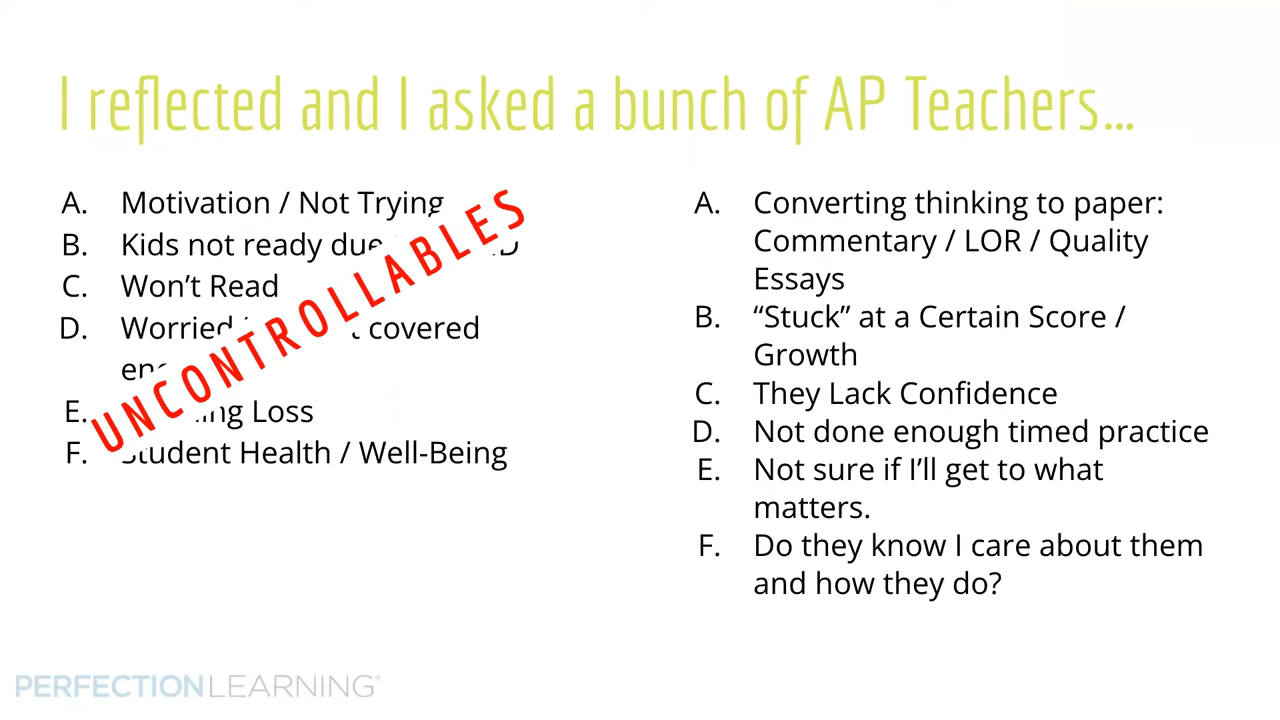 I reflected and I asked a bunch of AP Teachers...
A. Motivation / Not Trying
B. Kids not ready due
C. Won’t Read
D. Worried covered
E. Loss
F. Student Health / Well-Being
UNCONTROLLABLES
A. Converting thinking to paper:
Commentary / LOR / Quality
Essays
B. “Stuck” at a Certain Score /
Growth
C. They Lack Confidence
D. Not done enough timed practice
E. Not sure if I’ll get to what
matters.
F. Do they know I care about them
and how they do?
PERFECTION LEARNING®